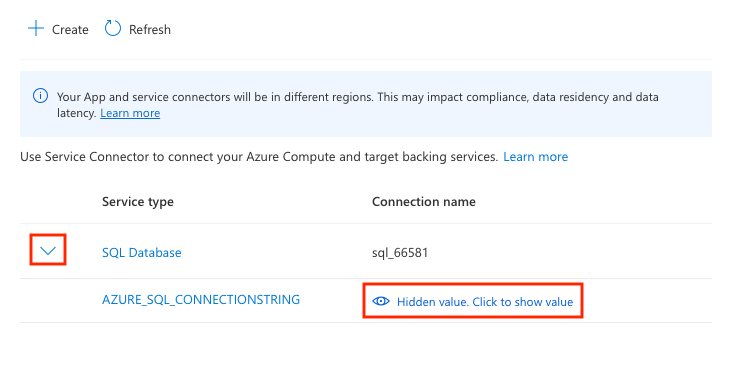 Create Refresh
Your App and service connectors will be in different regions. This may impact compliance, data residency and data
latency. Learn more
Use Service Connector to connect your Azure Compute and target backing services. Learn more
Service type Connection name
SQL Database sql_66581
AZURE_SQL_CONNECTIONSTRING Hidden value. Click to show value